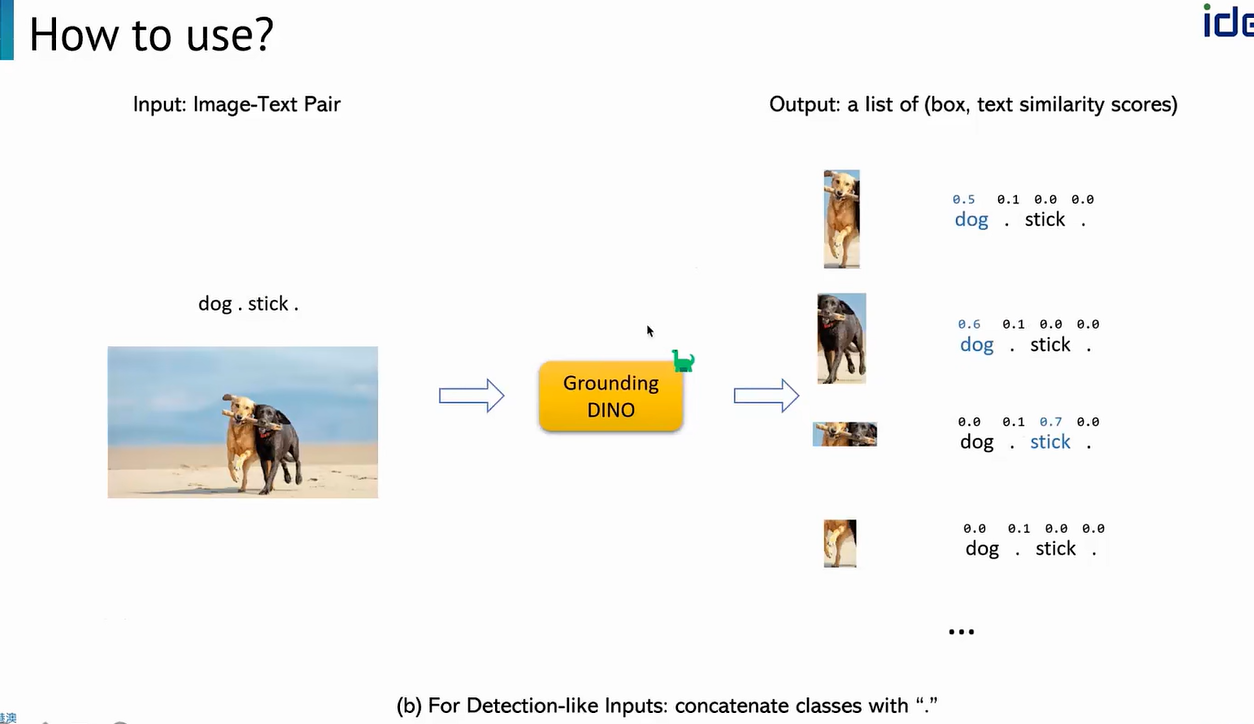 How to use?
ide
Input: Image-Text Pair
Output: a list of (box, text similarity scores)
0.5 0.1 0.0 0.0
dog . stick .
dog . stick .
0.6 0.1 0.0 0.0
dog . stick .
Grounding
DINO
0.0 0.1 0.7 0.0
dog . stick .
0.0 0.1 0.0 0.0
dog . stick .
...
(b) For Detection-like Inputs: concatenate classes with “.”